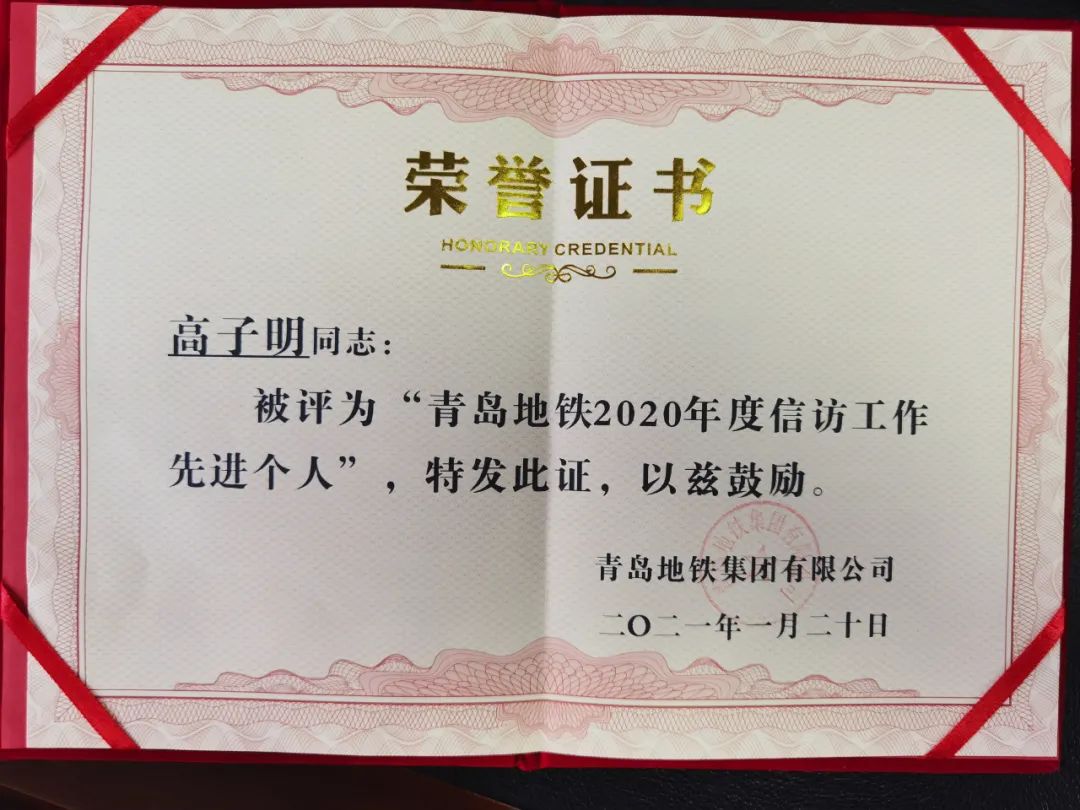 荣誉证书
HONORARY CREDENTIAL
高子明同志：
被评为“青岛地铁2020年度信访工作
先进个人”，特发此证，以兹鼓励。
青岛地铁集团有限公司
二〇二一年一月二十日